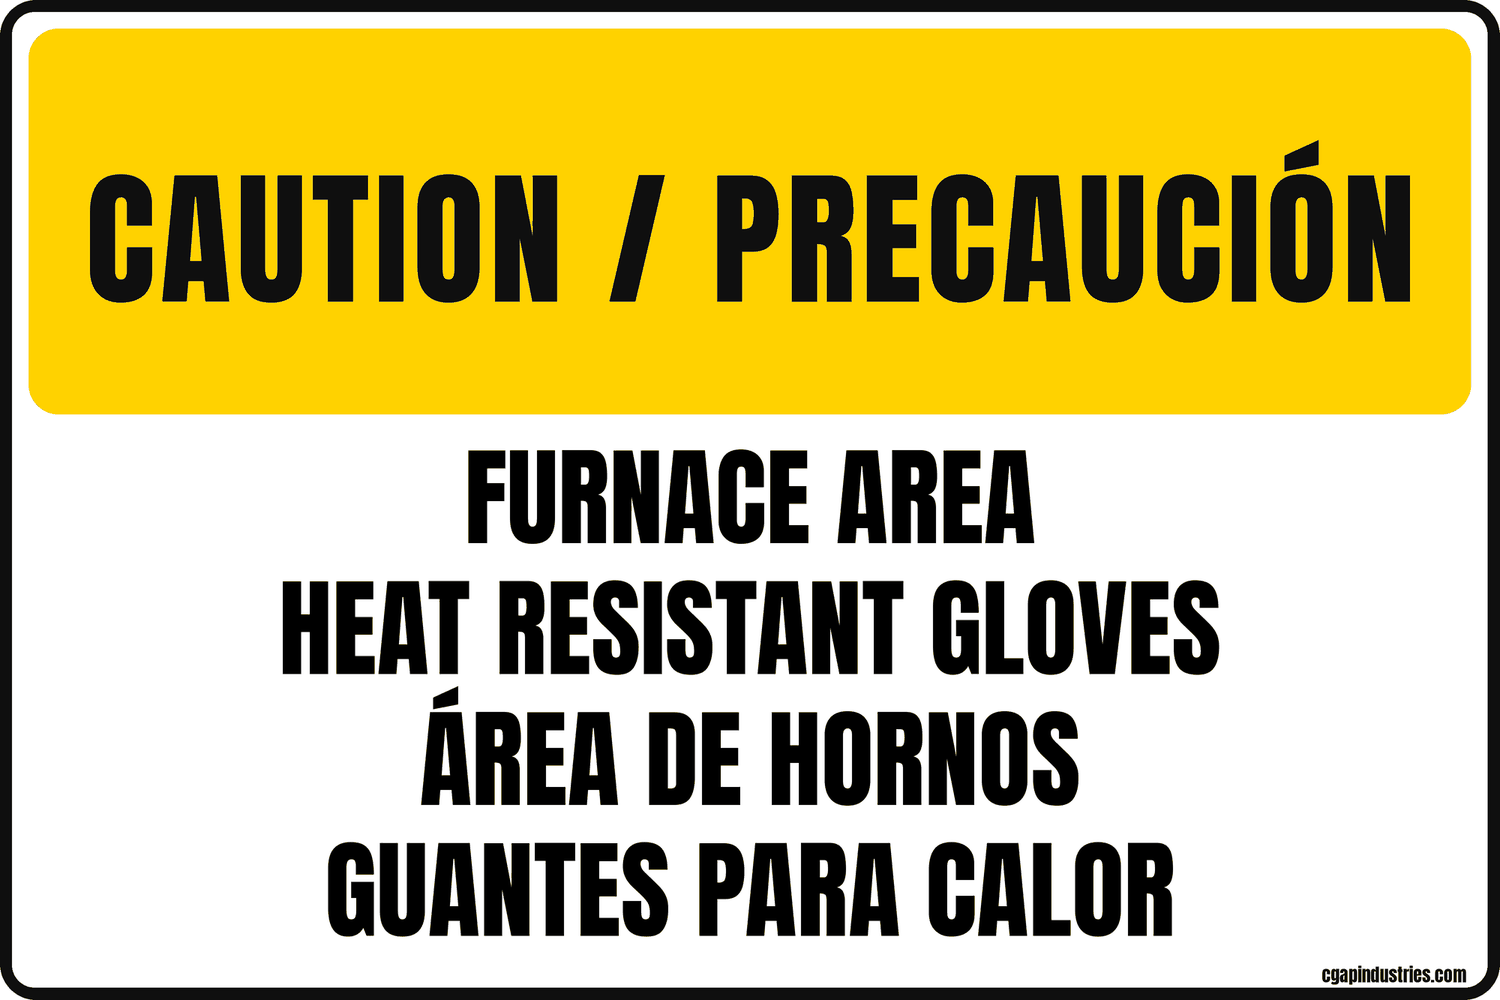 CAUTION / PRECAUCIÓN
FURNACE AREA
HEAT RESISTANT GLOVES
ÁREA DE HORNOS
GUANTES PARA CALOR
cgapindustries.com